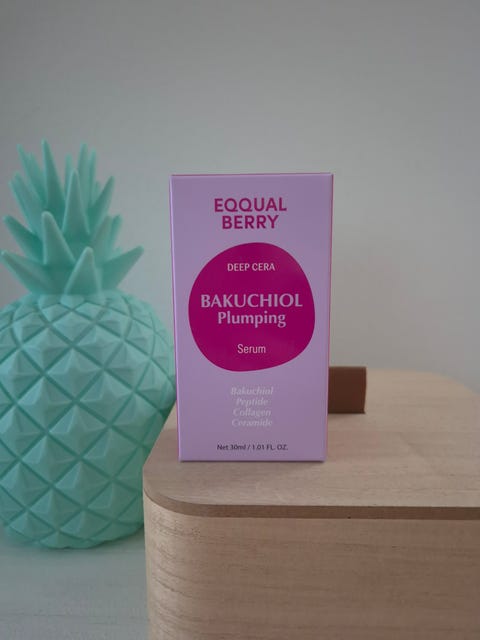 EQQUAL
BERRY
DEEP CERA
BAKUCHIOL
Plumping
Serum
Bakuchiol
Peptide
Collagen
Ceramide
Net 30ml / 1.01 FL. OZ.